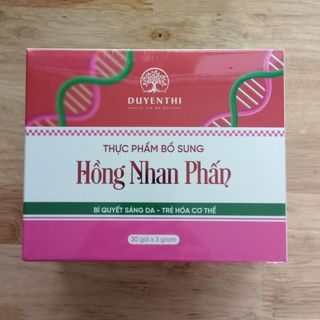 DUYENTHI
THỰC PHẨM BỔ SUNG
Hồng Nhan Phấn
BÍ QUYẾT SÁNG DA - TRẺ HÓA CƠ THỂ
30 gói x 3 gram